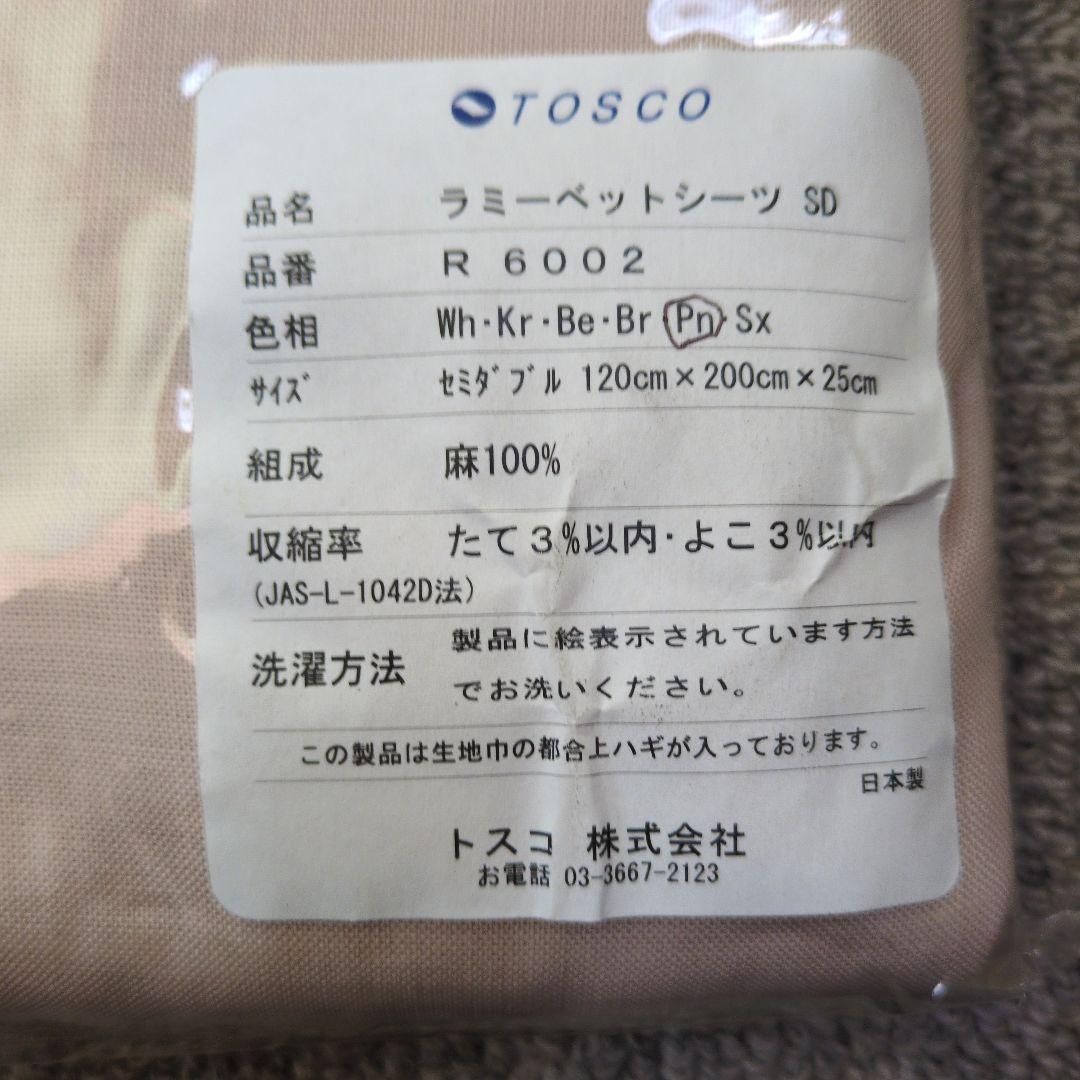 TOSCO
品名 ラミーベットシーツ SD
品番 R 6002
色相 Wh・Kr・Be・Br・Pn・Sx
サイズ セミダブル 120cm×200cm×25cm
組成 麻100%
収縮率 たて3%以内・よこ3%以内
(JAS-L-1042D法)
洗濯方法 製品に絵表示されています方法
でお洗いください。
この製品は生地巾の都合上ハギが入っております。
日本製
トスコ 株式会社
お電話 03-3667-2123